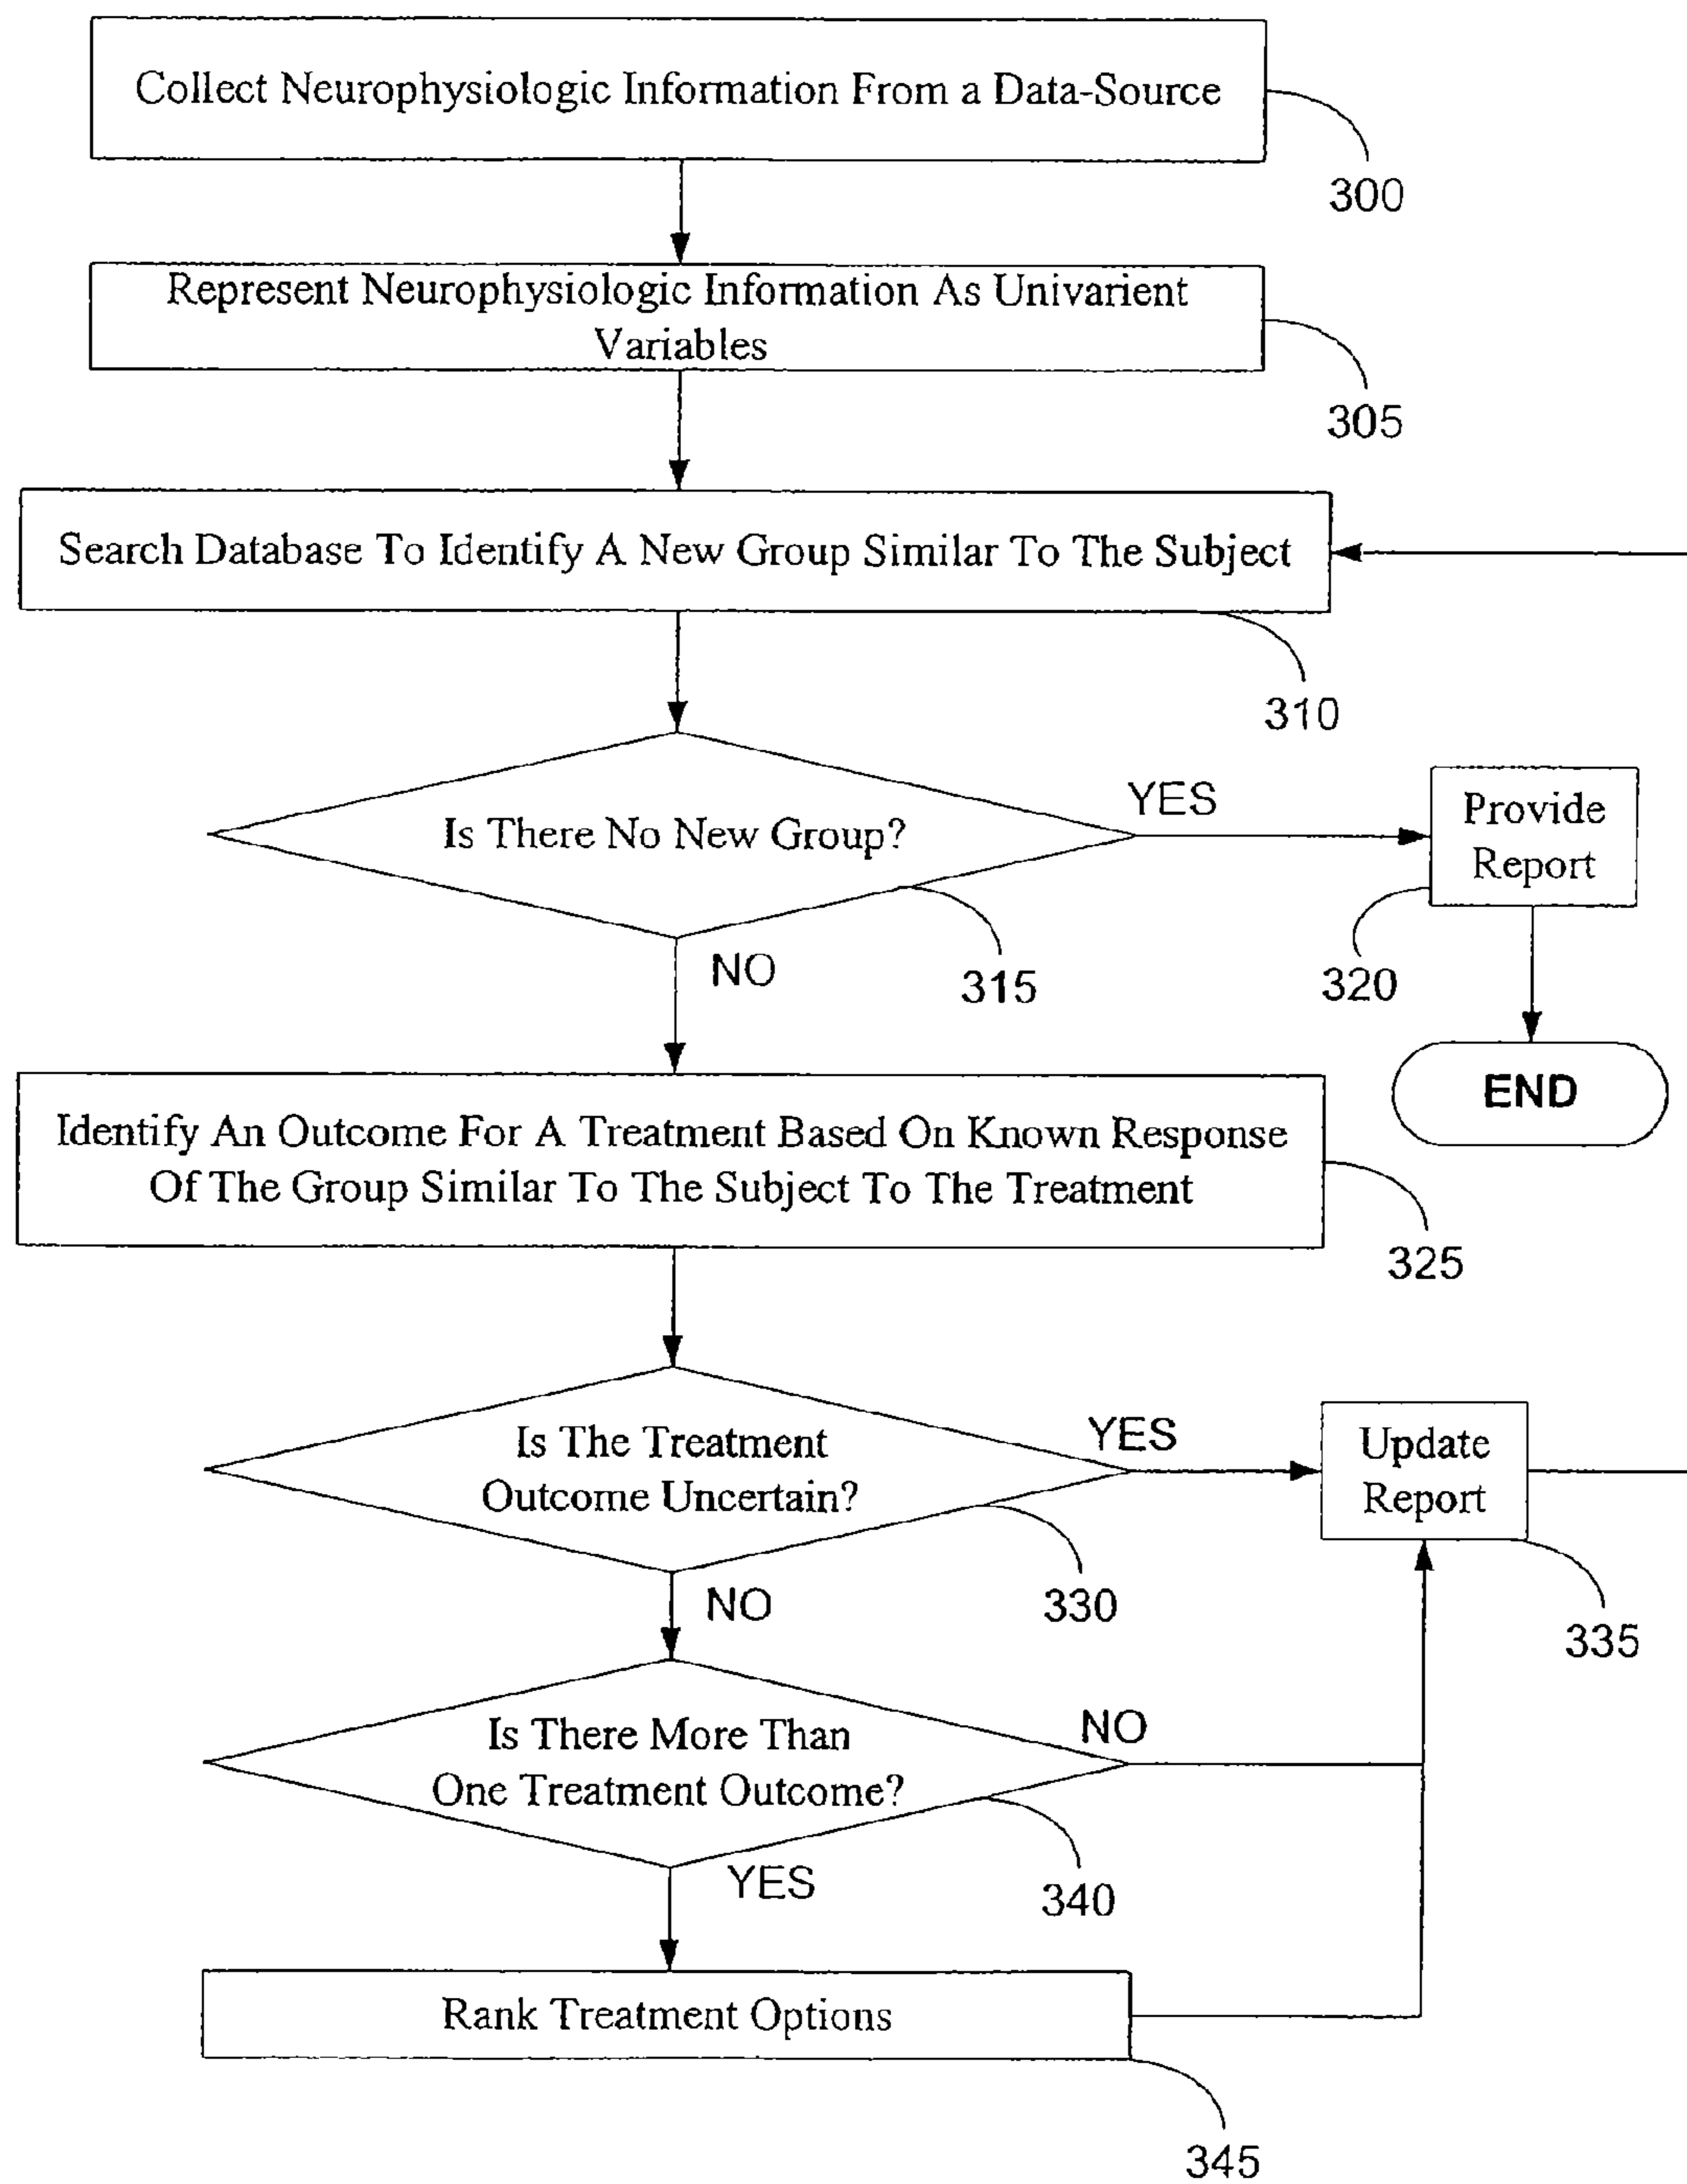 Collect Neurophysiologic Information From a Data-Source
300
Represent Neurophysiologic Information As Univarient
Variables
305
Search Database To Identify A New Group Similar To The Subject
310
Is There No New Group?
YES
NO
315
Provide
Report
320
END
Identify An Outcome For A Treatment Based On Known Response
Of The Group Similar To The Subject To The Treatment
325
Is The Treatment
Outcome Uncertain?
YES
NO
330
Update
Report
335
Is There More Than
One Treatment Outcome?
NO
YES
340
Rank Treatment Options
345